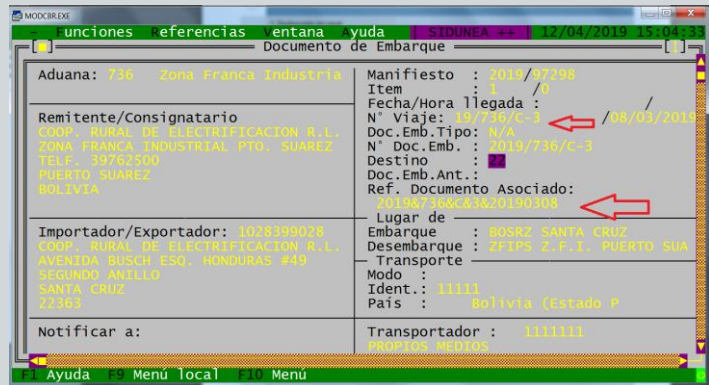 MODCBR.EXE
- Funciones Referencias Ventana Ayuda SIDUNEA ++ 12/04/2019 15:04:33
Documento de Embarque
Aduana: 736 Zona Franca Industria
Remitente/Consignatario
COOP. RURAL DE ELECTRIFICACION R.L.
ZONA FRANCA INDUSTRIAL PTO. SUAREZ
TELF. 39762500
PUERTO SUAREZ
BOLIVIA
Importador/Exportador: 1028399028
COOP. RURAL DE ELECTRIFICACION R.L.
AVENIDA BUSCH ESQ. HONDURAS #49
SEGUNDO ANILLO
SANTA CRUZ
22363
Notificar a:
Manifiesto : 2019/97298
Item : 1 /0
Fecha/Hora llegada : /
N° Viaje: 19/736/C-3 /08/03/2019
Doc.Emb.Tipo: N/A
N° Doc.Emb. : 2019/736/C-3
Destino : 22
Doc.Emb.Ant.:
Ref. Documento Asociado:
2019&736&C&3&20190308
Lugar de
Embarque : BOSRZ SANTA CRUZ
Desembarque : ZFIPS Z.F.I. PUERTO SUA
Transporte
Modo :
Ident.: 11111
País : Bolivia (Estado P
Transportador : 1111111
PROPIOS MEDIOS
F1 Ayuda F9 Menú local F10 Menú